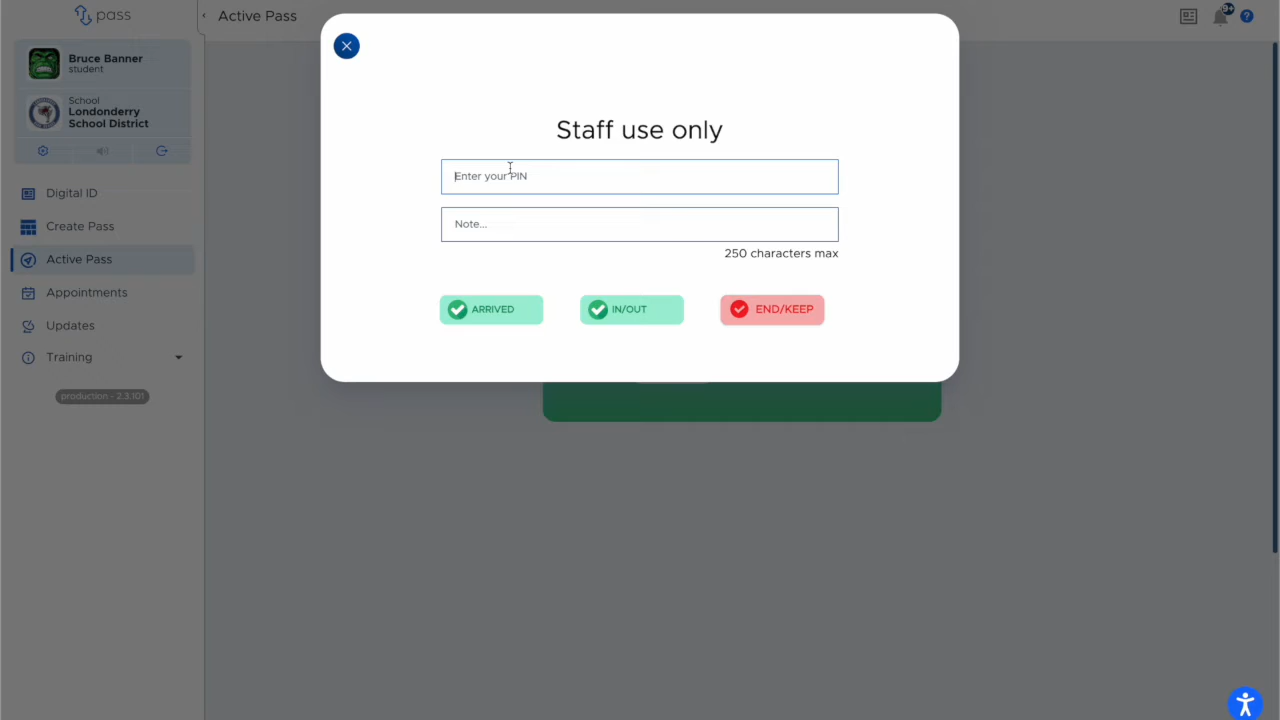 pass
Active Pass
9+
?
Bruce Banner
student
School
Londonderry
School District
Digital ID
Create Pass
Active Pass
Appointments
Updates
Training
production - 2.3.101
Staff use only
Enter your PIN
Note...
250 characters max
ARRIVED
IN/OUT
END/KEEP